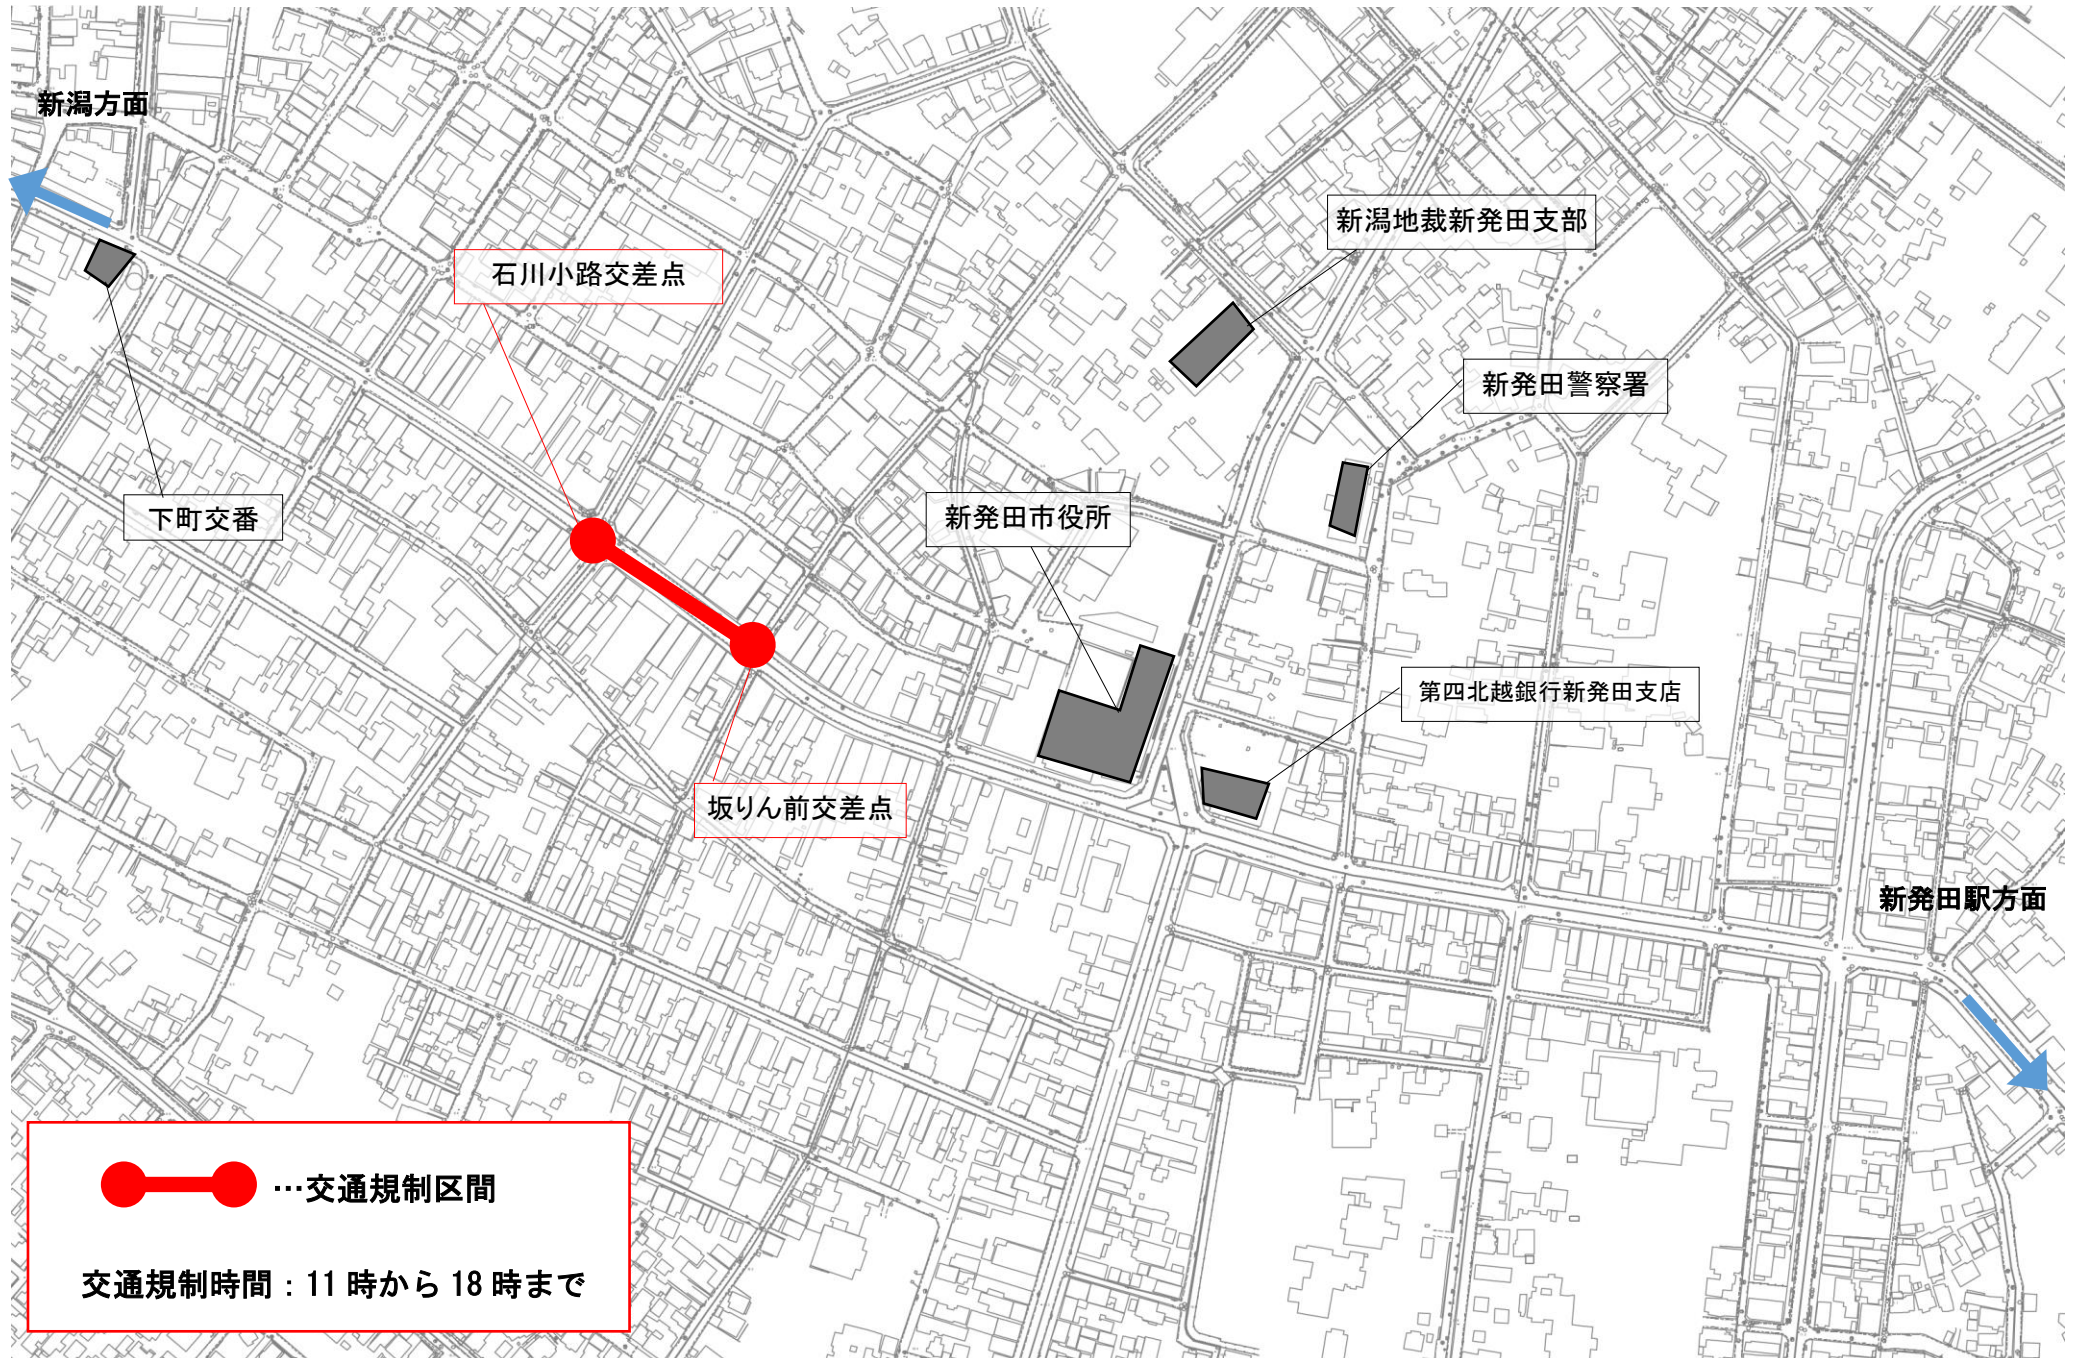 新潟方面
新潟地裁新発田支部
石川小路交差点
新発田警察署
下町交番
新発田市役所
第四北越銀行新発田支店
坂りん前交差点
新発田駅方面
…交通規制区間
交通規制時間：11時から18時まで